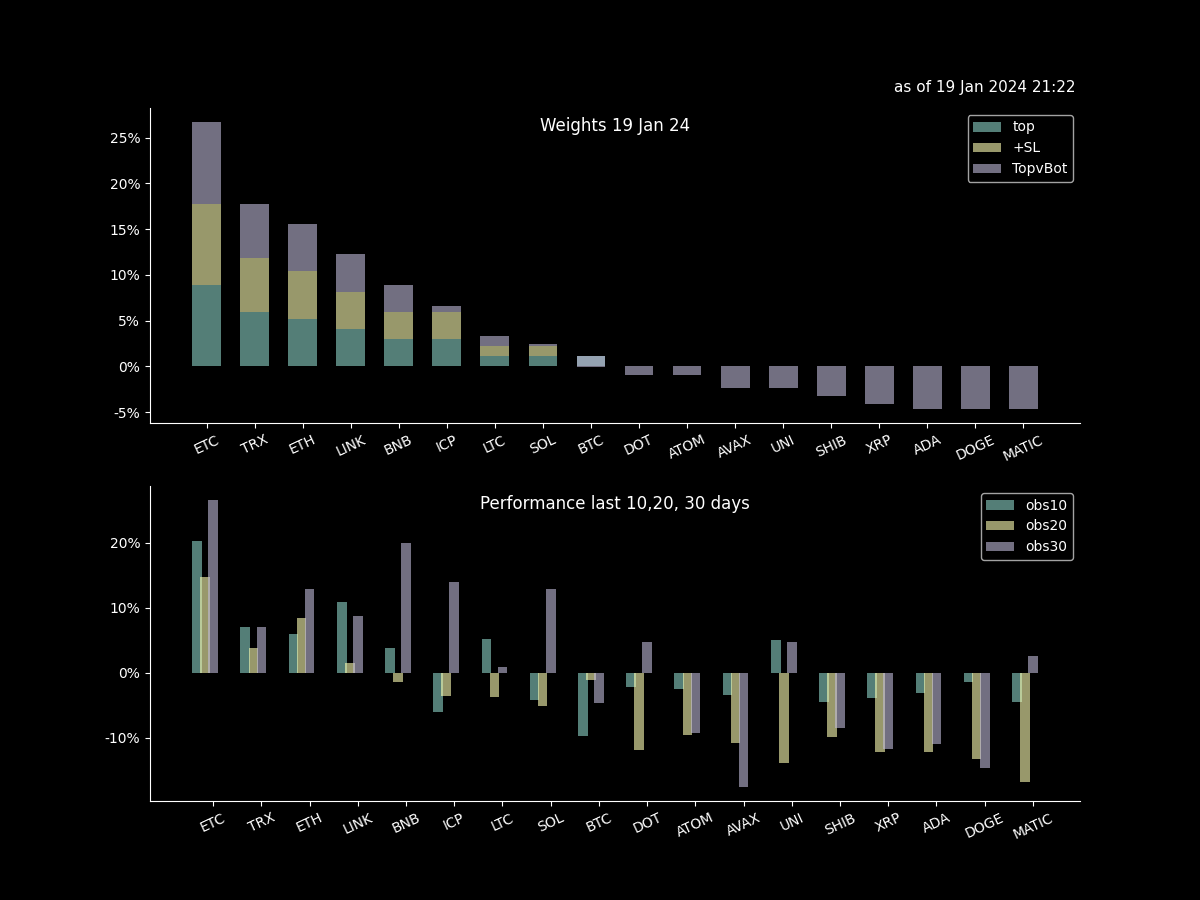 as of 19 Jan 2024 21:22
Weights 19 Jan 24
top
+SL
TopvBot
25%
20%
15%
10%
5%
0%
-5%
ETC TRX ETH LINK BNB ICP LTC SOL BTC DOT ATOM AVAX UNI SHIB XRP ADA DOGE MATIC
Performance last 10,20, 30 days
obs10
obs20
obs30
20%
10%
0%
-10%
ETC TRX ETH LINK BNB ICP LTC SOL BTC DOT ATOM AVAX UNI SHIB XRP ADA DOGE MATIC